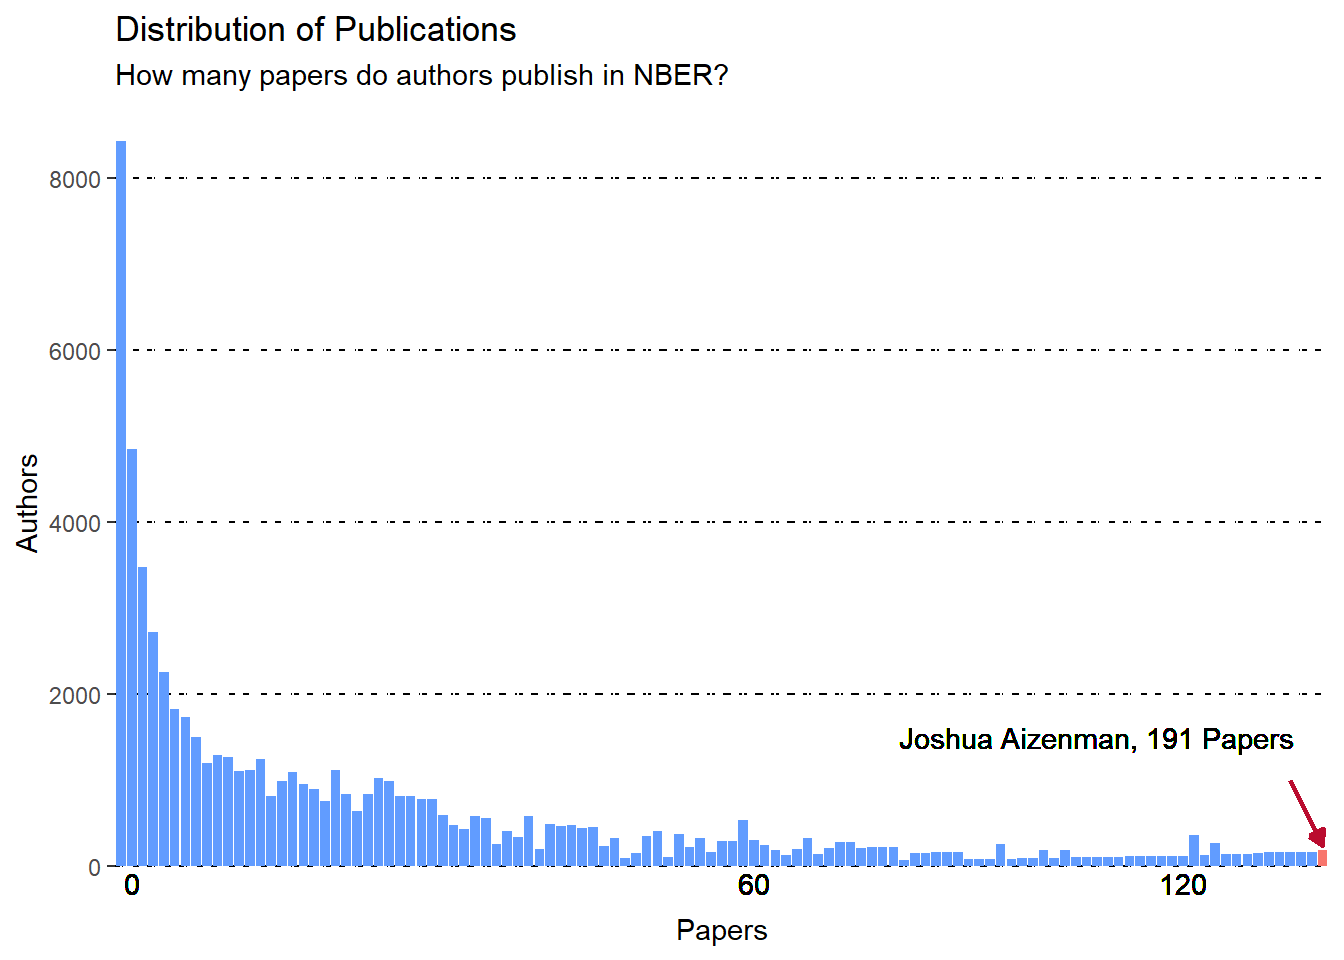 Distribution of Publications
How many papers do authors publish in NBER?
8000
6000
4000
2000
0
Authors
Joshua Aizenman, 191 Papers
0 60 120
Papers